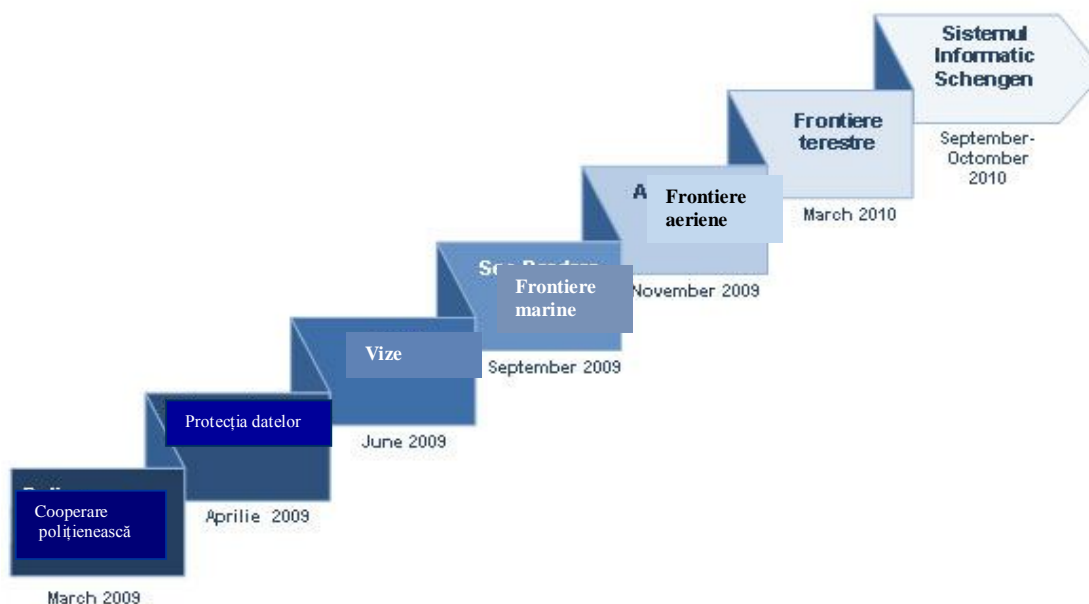 Sistemul
Informatic
Schengen
September-
Octomber
2010
Frontiere
terestre
March 2010
Frontiere
aeriene
November 2009
Frontiere
marine
September 2009
Vize
June 2009
Protecția datelor
Aprilie 2009
Cooperare
polițienească
March 2009